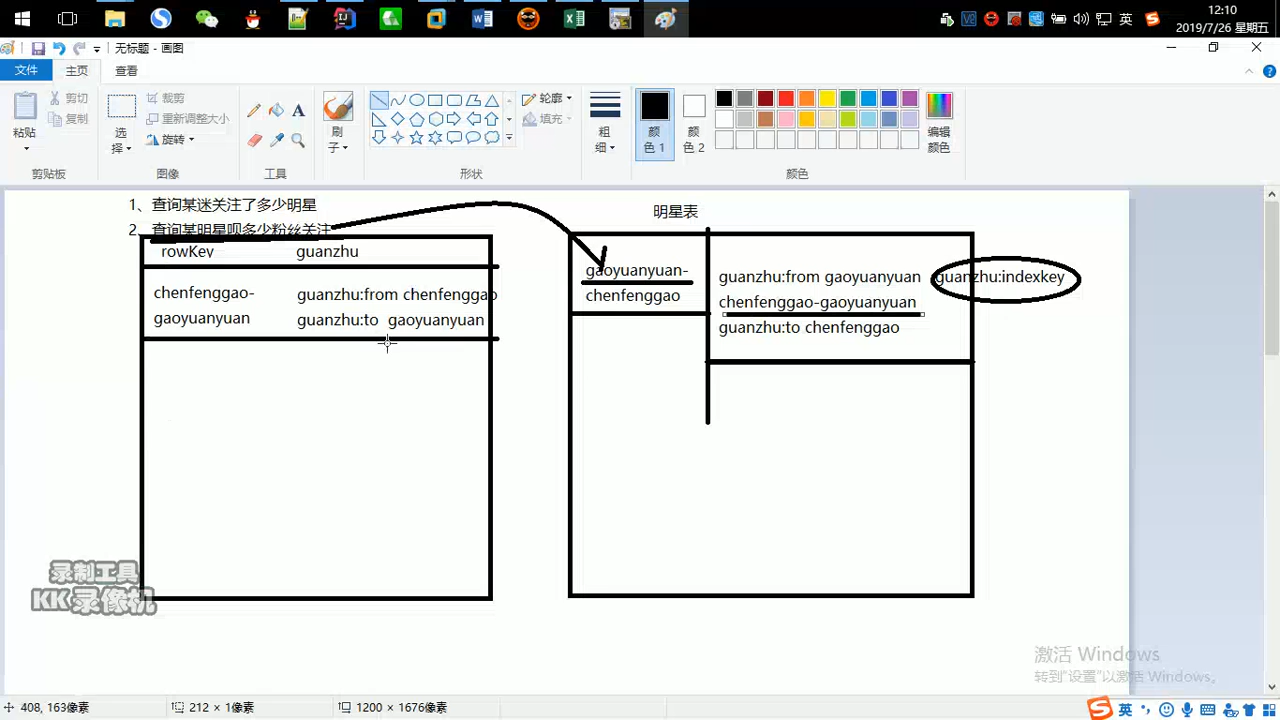 英
12:10
2019/7/26 星期五
无标题 - 画图
文件
主页
查看
粘贴
剪切
复制
选择
裁剪
重新调整大小
旋转
刷子
轮廓
填充
粗细
颜色 1
颜色 2
编辑颜色
剪贴板
图像
工具
形状
颜色
1、查询某迷关注了多少明星
2、查询某明星呗多少粉丝关注
rowKey
guanzhu
chenfenggao-
gaoyuanyuan
guanzhu:from chenfenggao
guanzhu:to gaoyuanyuan
明星表
gaoyuanyuan-
chenfenggao
guanzhu:from gaoyuanyuan guanzhu:indexkey
chenfenggao-gaoyuanyuan
guanzhu:to chenfenggao
录制工具
KK录像机
激活 Windows
转到"设置"以激活 Windows。
408, 163像素
212 × 1像素
1200 × 1576像素
英